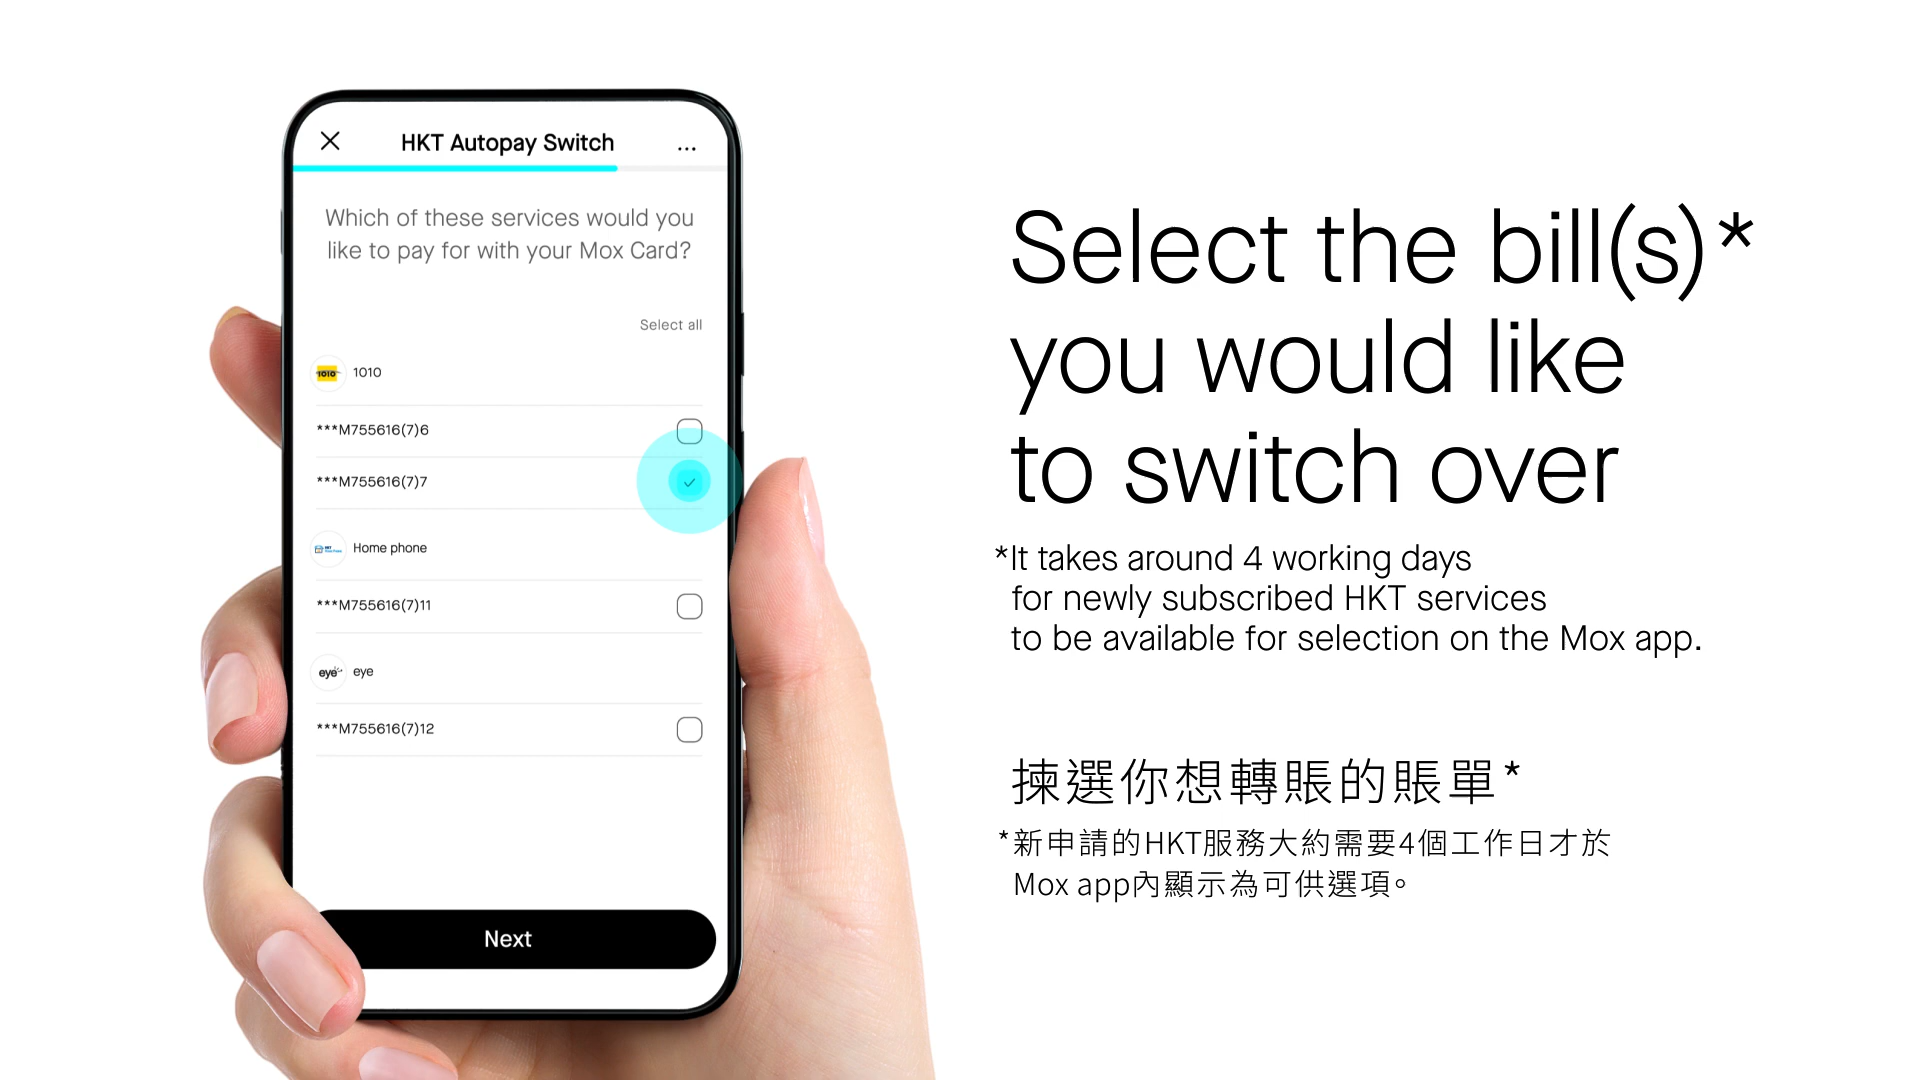 HKT Autopay Switch
...
Which of these services would you
like to pay for with your Mox Card?
Select all
1010 1010
***M755616(7)6
***M755616(7)7
Home phone
***M755616(7)11
eye eye
***M755616(7)12
Next
Select the bill(s)*
you would like
to switch over
*It takes around 4 working days
for newly subscribed HKT services
to be available for selection on the Mox app.
揀選你想轉賬的賬單*
*新申請的HKT服務大約需要4個工作日才於
Mox app內顯示為可供選項。